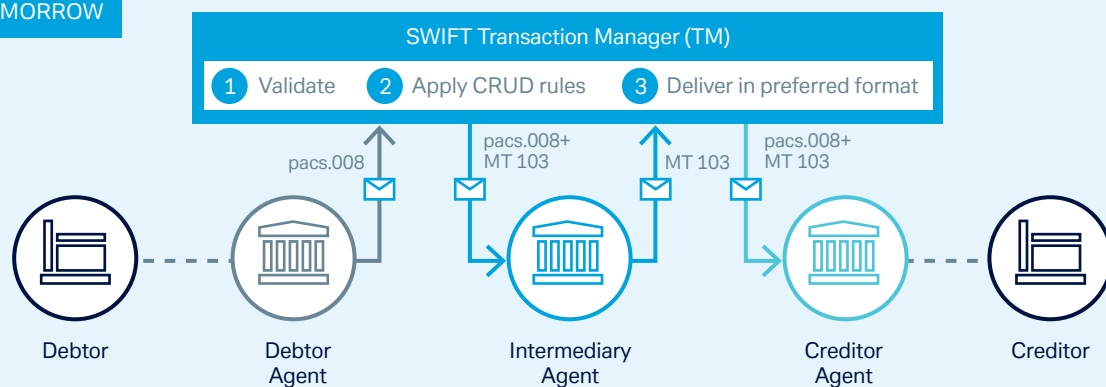 SWIFT Transaction Manager (TM)
1 Validate 2 Apply CRUD rules 3 Deliver in preferred format
pacs.008
pacs.008+
MT 103
MT 103
pacs.008+
MT 103
Debtor
Debtor
Agent
Intermediary
Agent
Creditor
Agent
Creditor